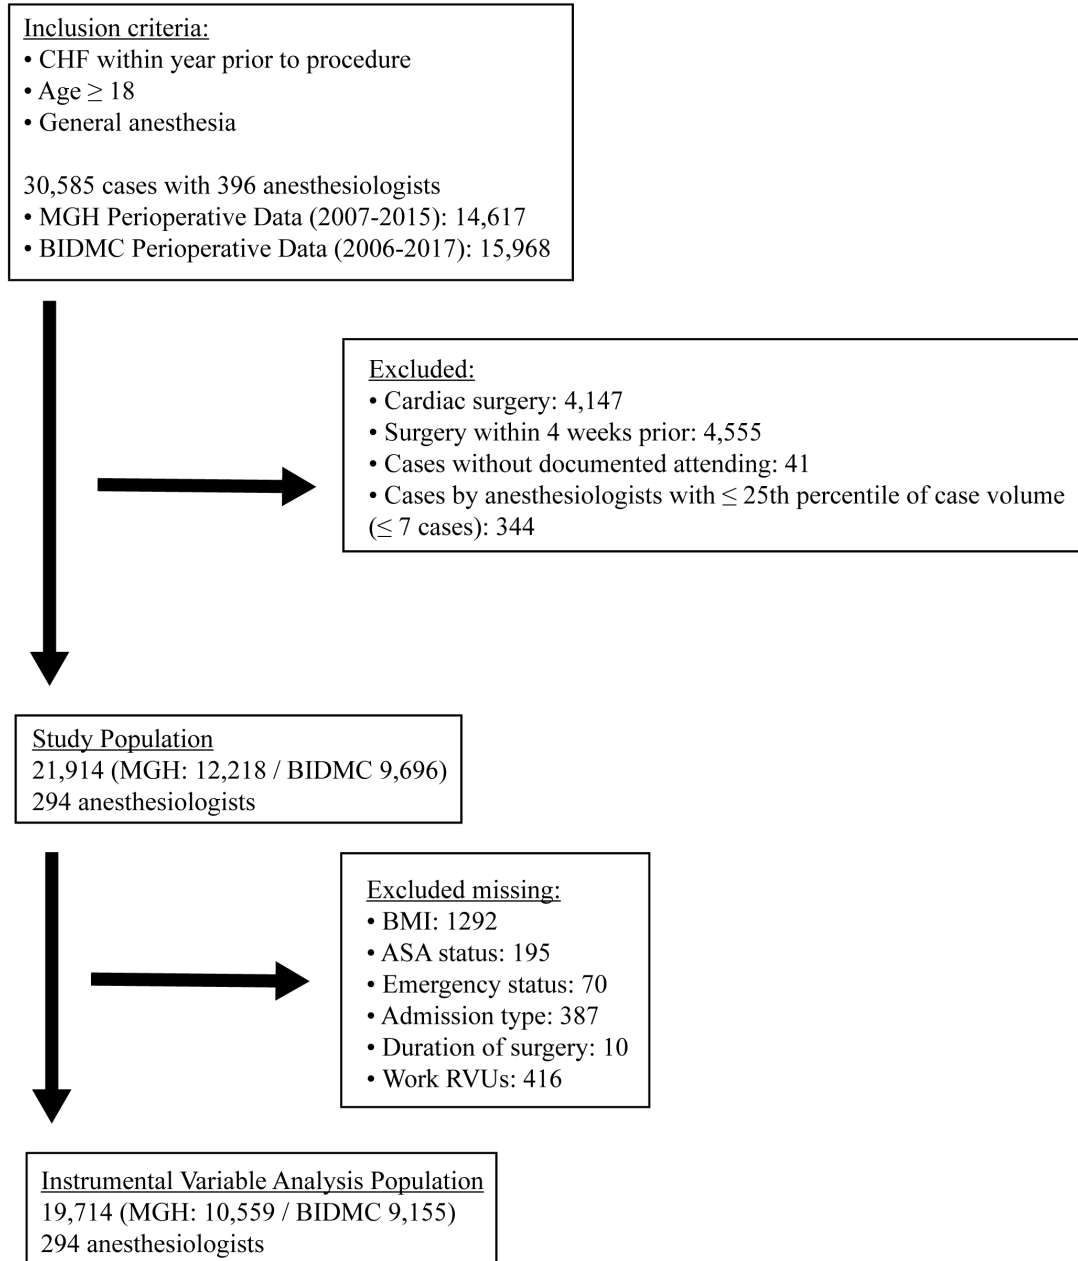 Inclusion criteria:
• CHF within year prior to procedure
• Age ≥ 18
• General anesthesia
30,585 cases with 396 anesthesiologists
• MGH Perioperative Data (2007-2015): 14,617
• BIDMC Perioperative Data (2006-2017): 15,968
Excluded:
• Cardiac surgery: 4,147
• Surgery within 4 weeks prior: 4,555
• Cases without documented attending: 41
• Cases by anesthesiologists with ≤ 25th percentile of case volume
(≤ 7 cases): 344
Study Population
21,914 (MGH: 12,218 / BIDMC 9,696)
294 anesthesiologists
Excluded missing:
• BMI: 1292
• ASA status: 195
• Emergency status: 70
• Admission type: 387
• Duration of surgery: 10
• Work RVUs: 416
Instrumental Variable Analysis Population
19,714 (MGH: 10,559 / BIDMC 9,155)
294 anesthesiologists